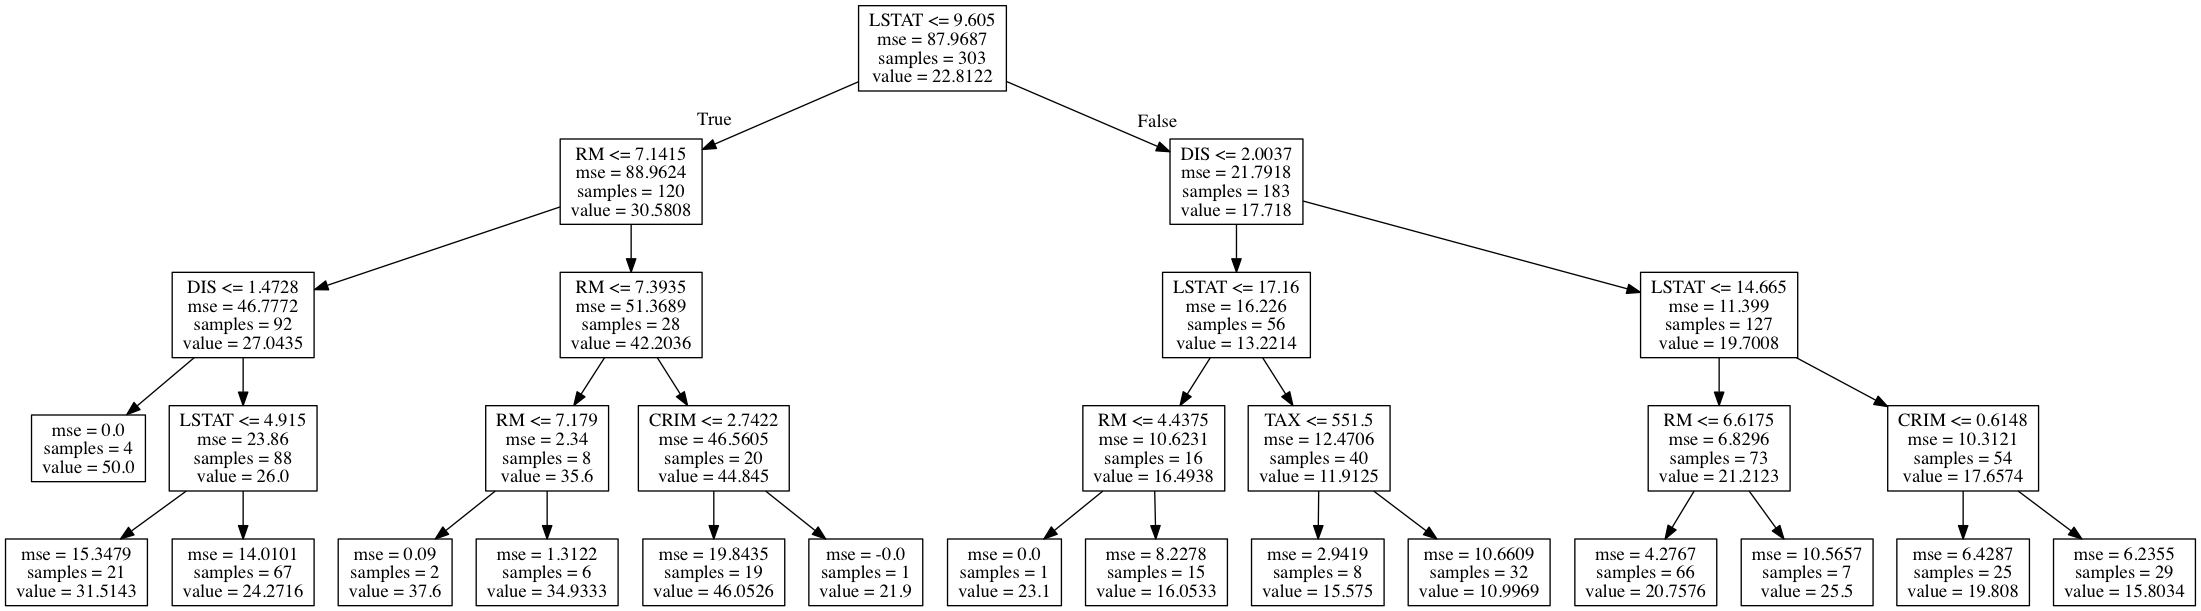 LSTAT <= 9.605
mse = 87.9687
samples = 303
value = 22.8122
True
False
RM <= 7.1415
mse = 88.9624
samples = 120
value = 30.5808
DIS <= 2.0037
mse = 21.7918
samples = 183
value = 17.718
DIS <= 1.4728
mse = 46.7772
samples = 92
value = 27.0435
RM <= 7.3935
mse = 51.3689
samples = 28
value = 42.2036
LSTAT <= 17.16
mse = 16.226
samples = 56
value = 13.2214
LSTAT <= 14.665
mse = 11.399
samples = 127
value = 19.7008
mse = 0.0
samples = 4
value = 50.0
LSTAT <= 4.915
mse = 23.86
samples = 88
value = 26.0
RM <= 7.179
mse = 2.34
samples = 8
value = 35.6
CRIM <= 2.7422
mse = 46.5605
samples = 20
value = 44.845
RM <= 4.4375
mse = 10.6231
samples = 16
value = 16.4938
TAX <= 551.5
mse = 12.4706
samples = 40
value = 11.9125
RM <= 6.6175
mse = 6.8296
samples = 73
value = 21.2123
CRIM <= 0.6148
mse = 10.3121
samples = 54
value = 17.6574
mse = 15.3479
samples = 21
value = 31.5143
mse = 14.0101
samples = 67
value = 24.2716
mse = 0.09
samples = 2
value = 37.6
mse = 1.3122
samples = 6
value = 34.9333
mse = 19.8435
samples = 19
value = 46.0526
mse = -0.0
samples = 1
value = 21.9
mse = 0.0
samples = 1
value = 23.1
mse = 8.2278
samples = 15
value = 16.0533
mse = 2.9419
samples = 8
value = 15.575
mse = 10.6609
samples = 32
value = 10.9969
mse = 4.2767
samples = 66
value = 20.7576
mse = 10.5657
samples = 7
value = 25.5
mse = 6.4287
samples = 25
value = 19.808
mse = 6.2355
samples = 29
value = 15.8034